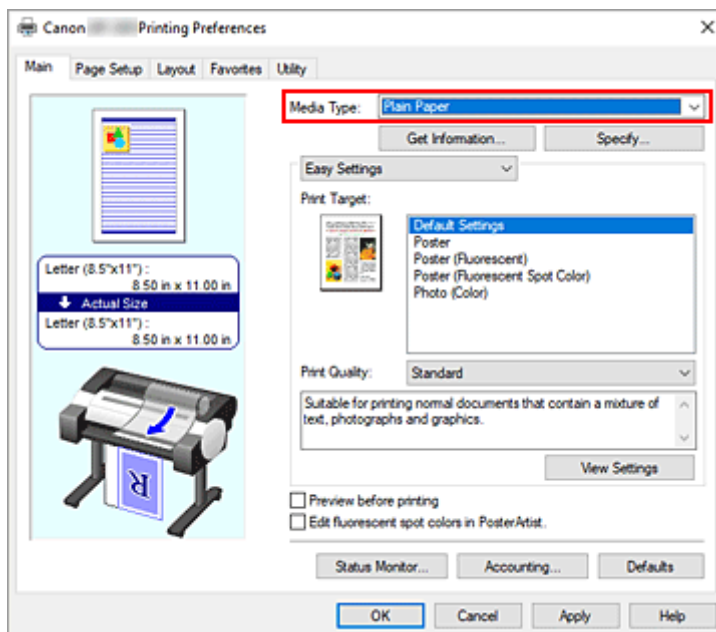 Canon Printing Preferences
Main Page Setup Layout Favorites Utility
Media Type: Plain Paper
Get Information... Specify...
Easy Settings
Print Target:
Default Settings
Poster
Poster (Fluorescent)
Poster (Fluorescent Spot Color)
Photo (Color)
Letter (8.5"x11") :
8.50 in x 11.00 in
Actual Size
Letter (8.5"x11") :
8.50 in x 11.00 in
Print Quality: Standard
Suitable for printing normal documents that contain a mixture of
text, photographs and graphics.
R
View Settings
Preview before printing
Edit fluorescent spot colors in PosterArtist.
Status Monitor... Accounting... Defaults
OK Cancel Apply Help